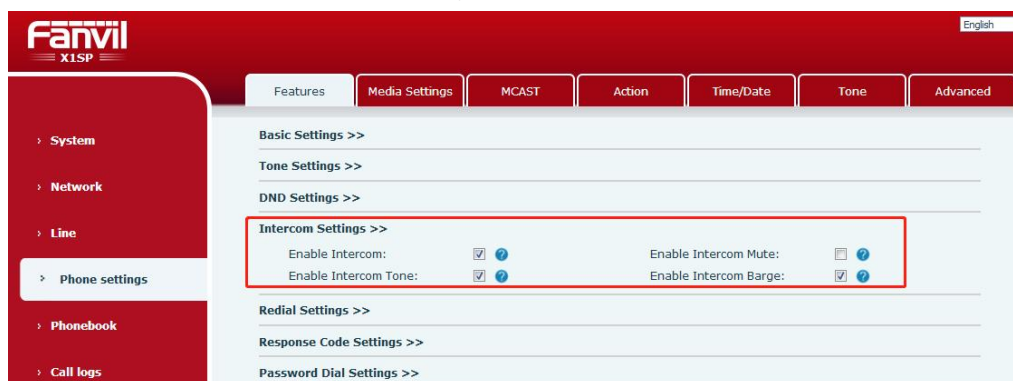 Fanvil
X1SP
English
Features Media Settings MCAST Action Time/Date Tone Advanced
› System
› Network
› Line
› Phone settings
› Phonebook
› Call logs
Basic Settings >>
Tone Settings >>
DND Settings >>
Intercom Settings >>
Enable Intercom: ? Enable Intercom Mute: ?
Enable Intercom Tone: ? Enable Intercom Barge: ?
Redial Settings >>
Response Code Settings >>
Password Dial Settings >>